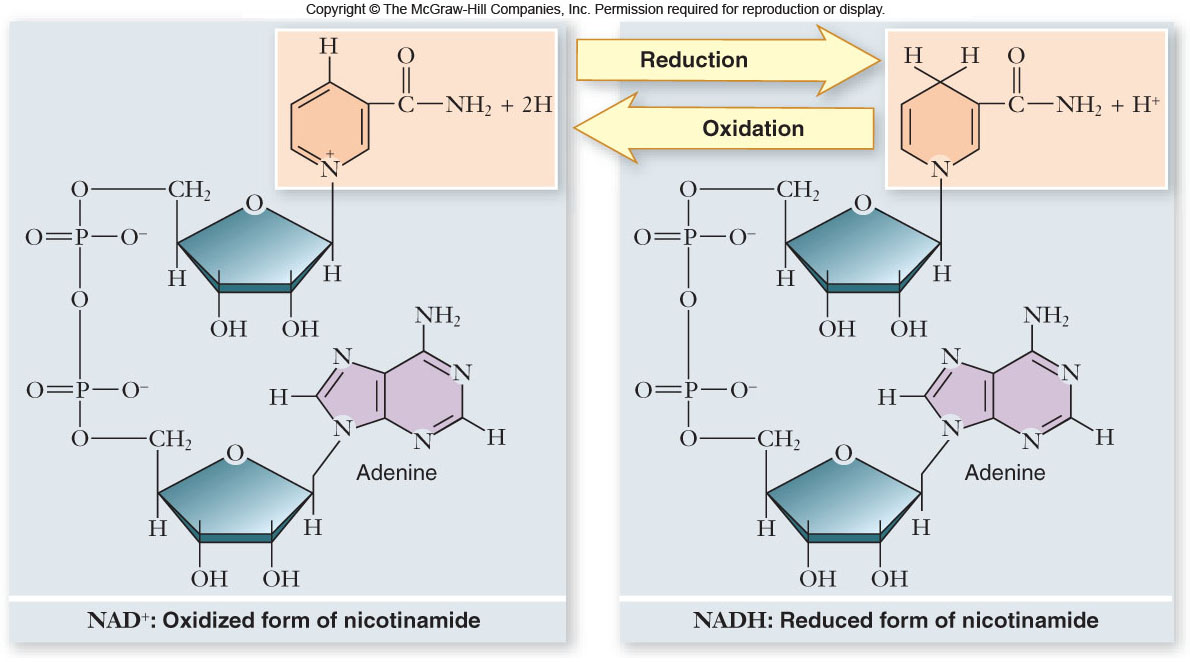 Copyright © The McGraw-Hill Companies, Inc. Permission required for reproduction or display.
H
O
C—NH₂ + 2H
+
N
Reduction
Oxidation
H H O
C—NH₂ + H⁺
N
O CH₂
O
O=P—O⁻
H H
O
OH OH
NH₂
N N
O=P—O⁻
H
N N H
O CH₂
O
Adenine
H H
OH OH
O CH₂
O
O=P—O⁻
H H
O
OH OH
NH₂
N N
O=P—O⁻
H
N N H
O CH₂
O
Adenine
H H
OH OH
NAD⁺: Oxidized form of nicotinamide
NADH: Reduced form of nicotinamide